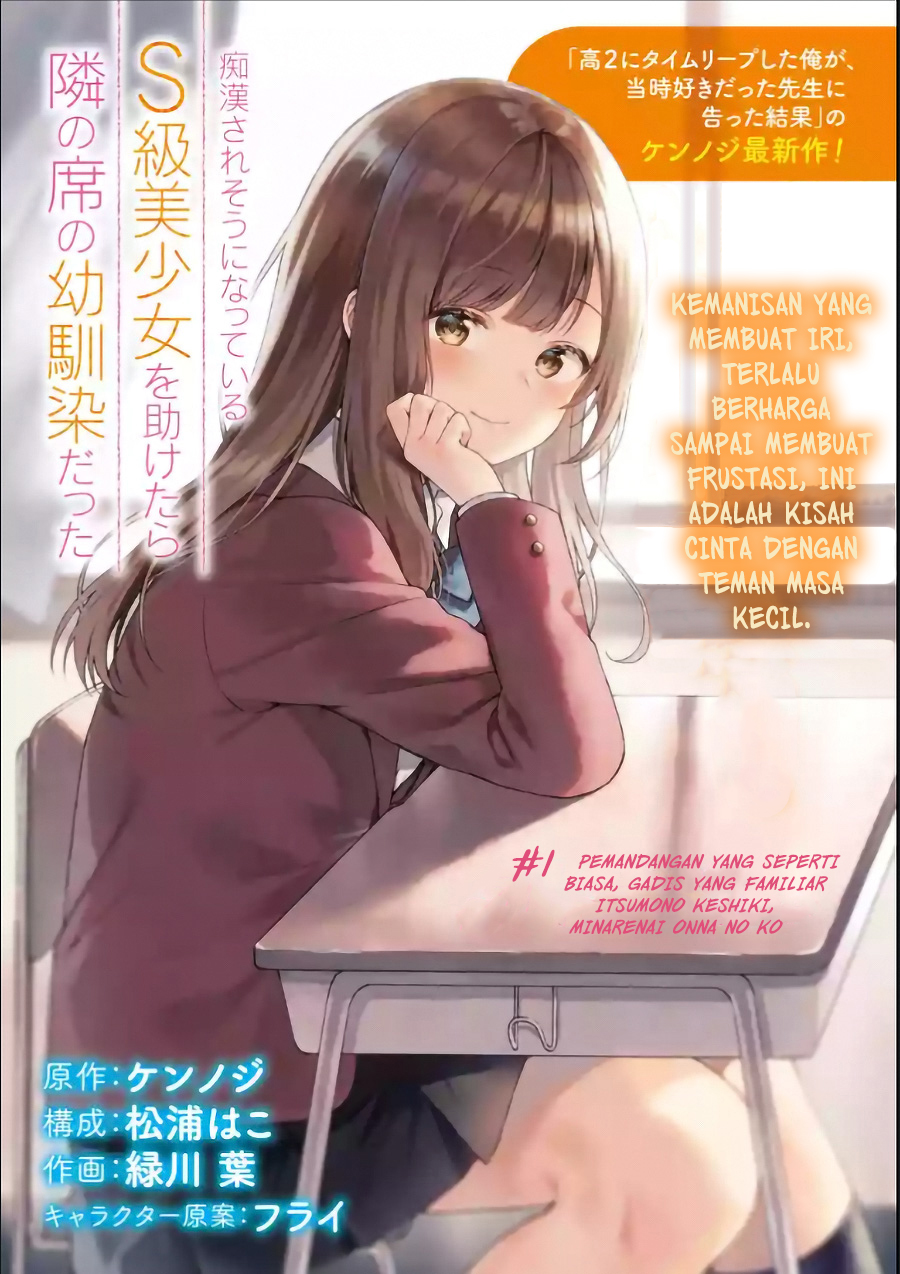 痴漢されそうになっている
S級美少女を助けたら
隣の席の幼馴染だった
「高2にタイムリープした俺が、
当時好きだった先生に
告った結果」の
ケンノジ最新作!
KEMANISAN YANG
MEMBUAT IRI,
TERLALU
BERHARGA
SAMPAI MEMBUAT
FRUSTASI, INI
ADALAH KISAH
CINTA DENGAN
TEMAN MASA
KECIL.
#1 PEMANDANGAN YANG SEPERTI
BIASA, GADIS YANG FAMILIAR
ITSUMONO KESHIKI,
MINARENAI ONNA NO KO
原作:ケンノジ
構成:松浦はこ
作画:緑川 葉
キャラクター原案:フライ